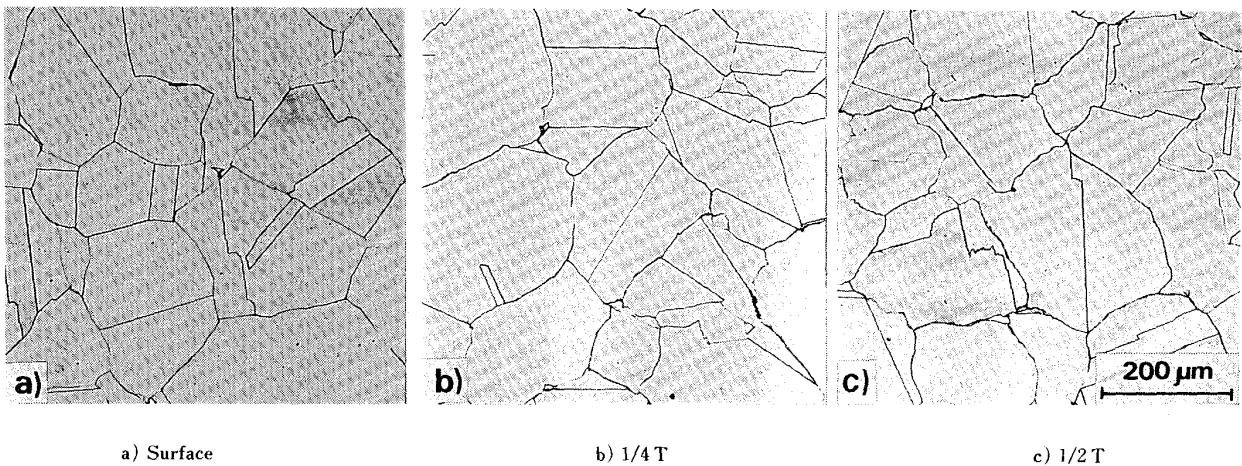 a)
b)
c)
200 µm
a) Surface
b) 1/4 T
c) 1/2 T